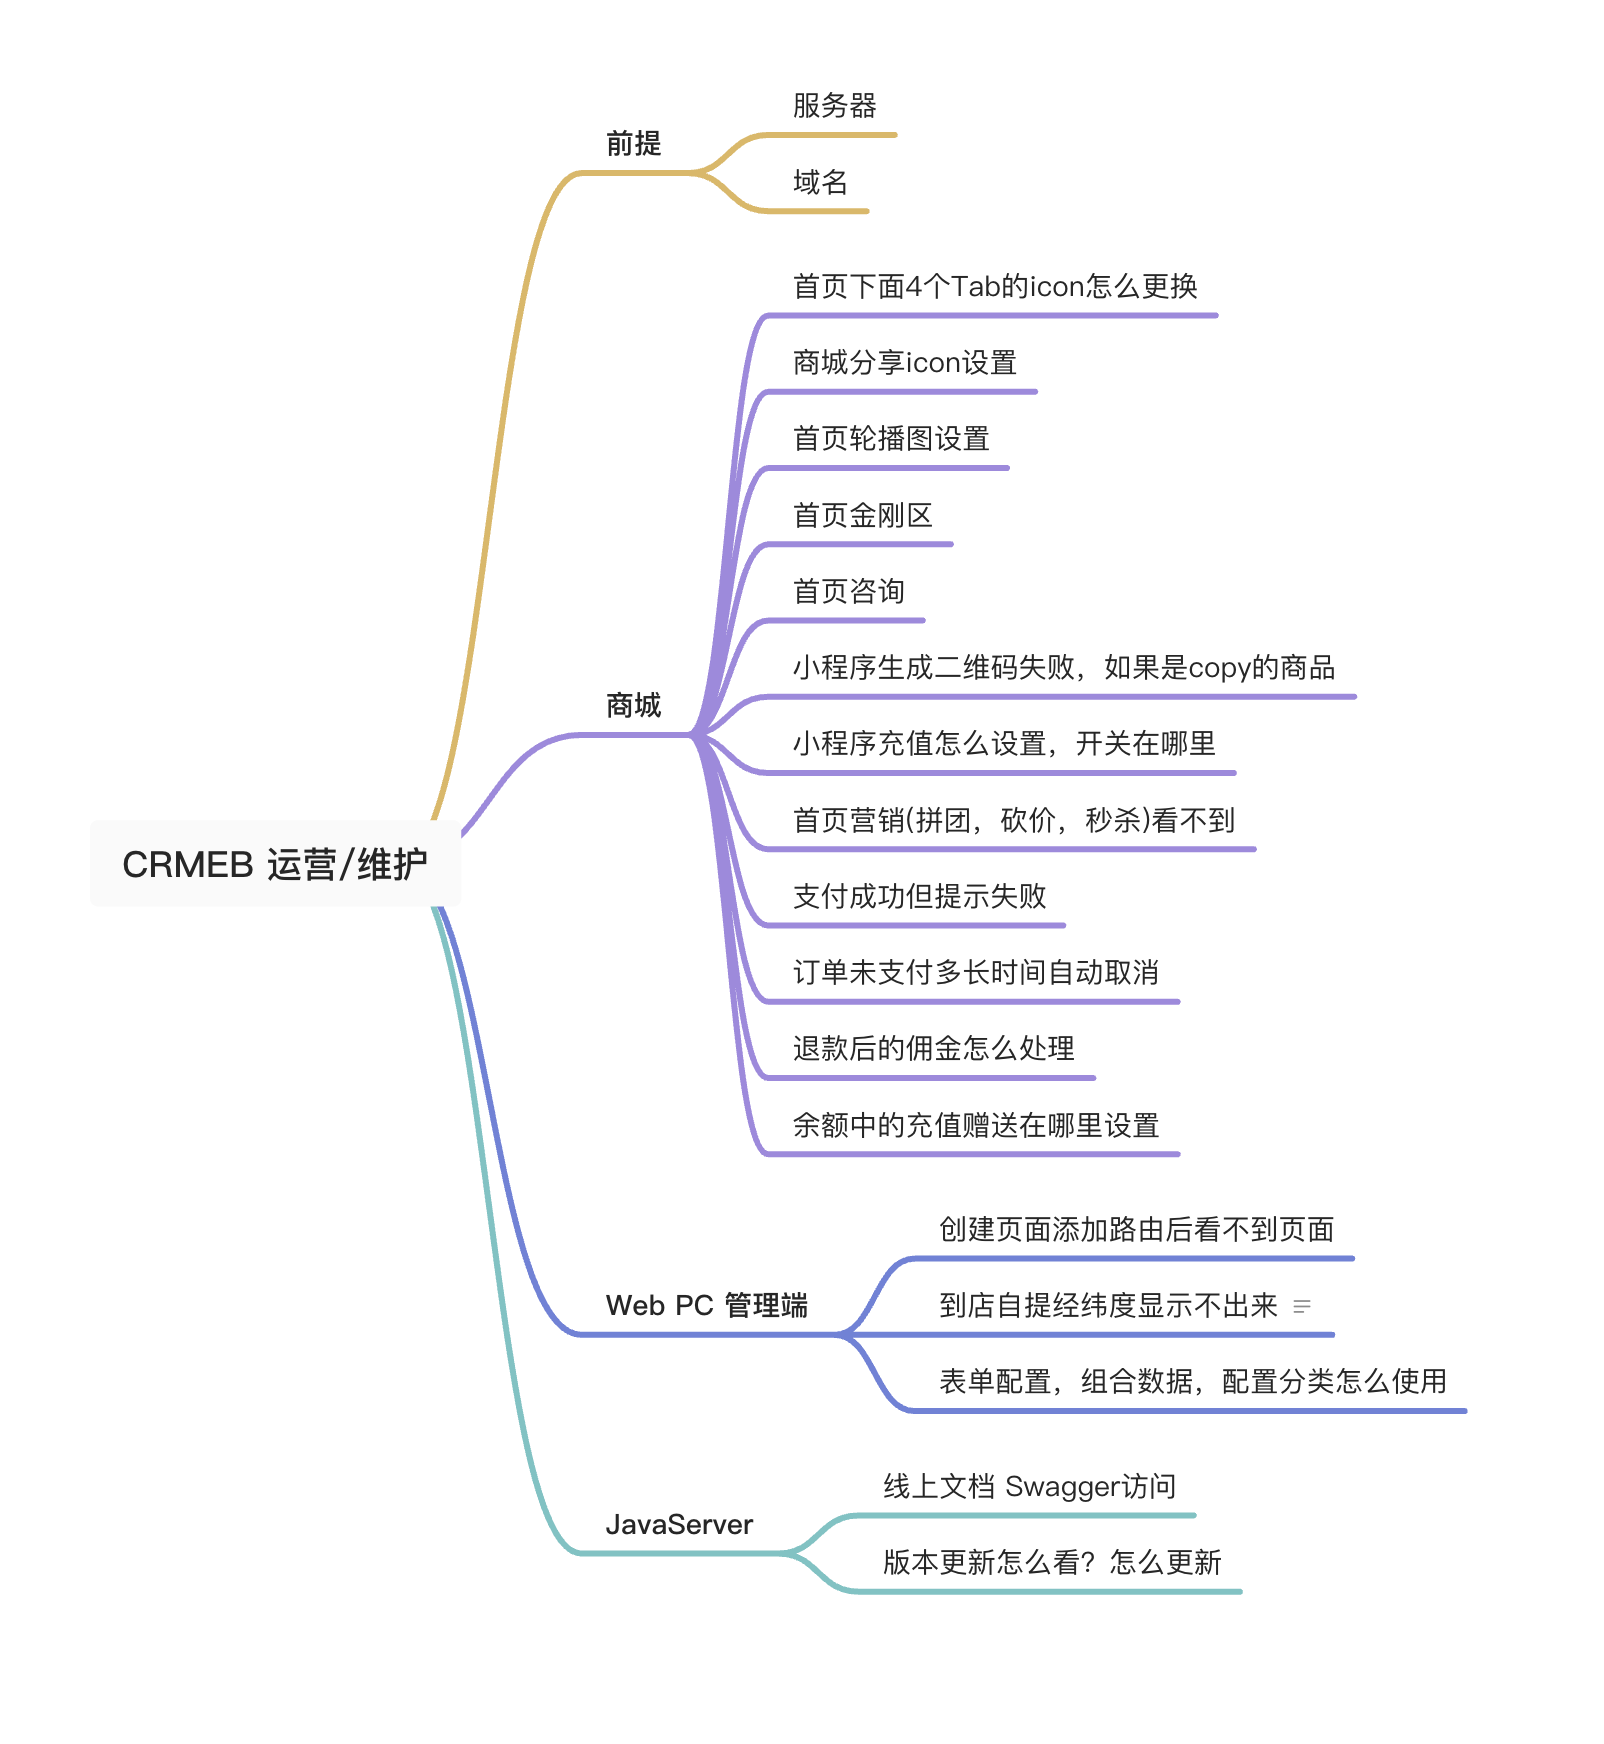 CRMEB 运营/维护
前提
服务器
域名
商城
首页下面4个Tab的icon怎么更换
商城分享icon设置
首页轮播图设置
首页金刚区
首页咨询
小程序生成二维码失败，如果是copy的商品
小程序充值怎么设置，开关在哪里
首页营销(拼团，砍价，秒杀)看不到
支付成功但提示失败
订单未支付多长时间自动取消
退款后的佣金怎么处理
余额中的充值赠送在哪里设置
Web PC 管理端
创建页面添加路由后看不到页面
到店自提经纬度显示不出来
表单配置，组合数据，配置分类怎么使用
JavaServer
线上文档 Swagger访问
版本更新怎么看？怎么更新